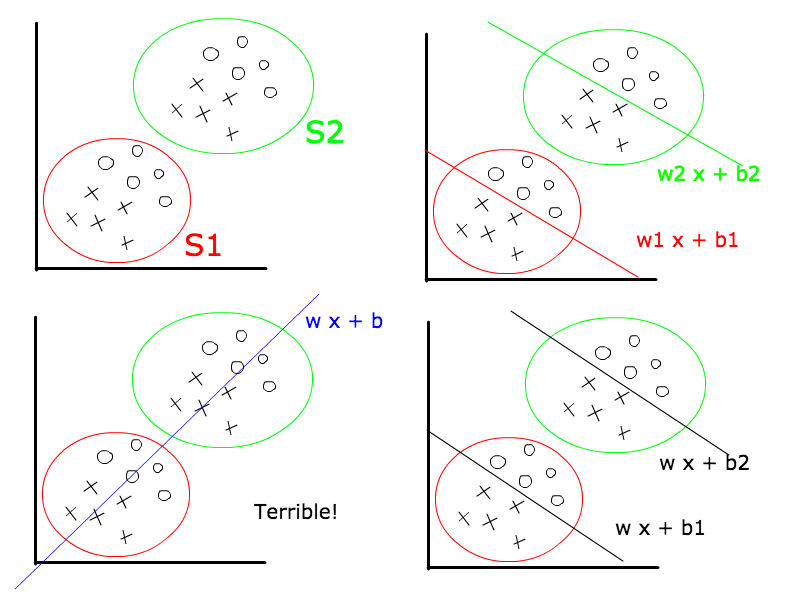 S2
S1
w2 x + b2
w1 x + b1
w x + b
Terrible!
w x + b2
w x + b1